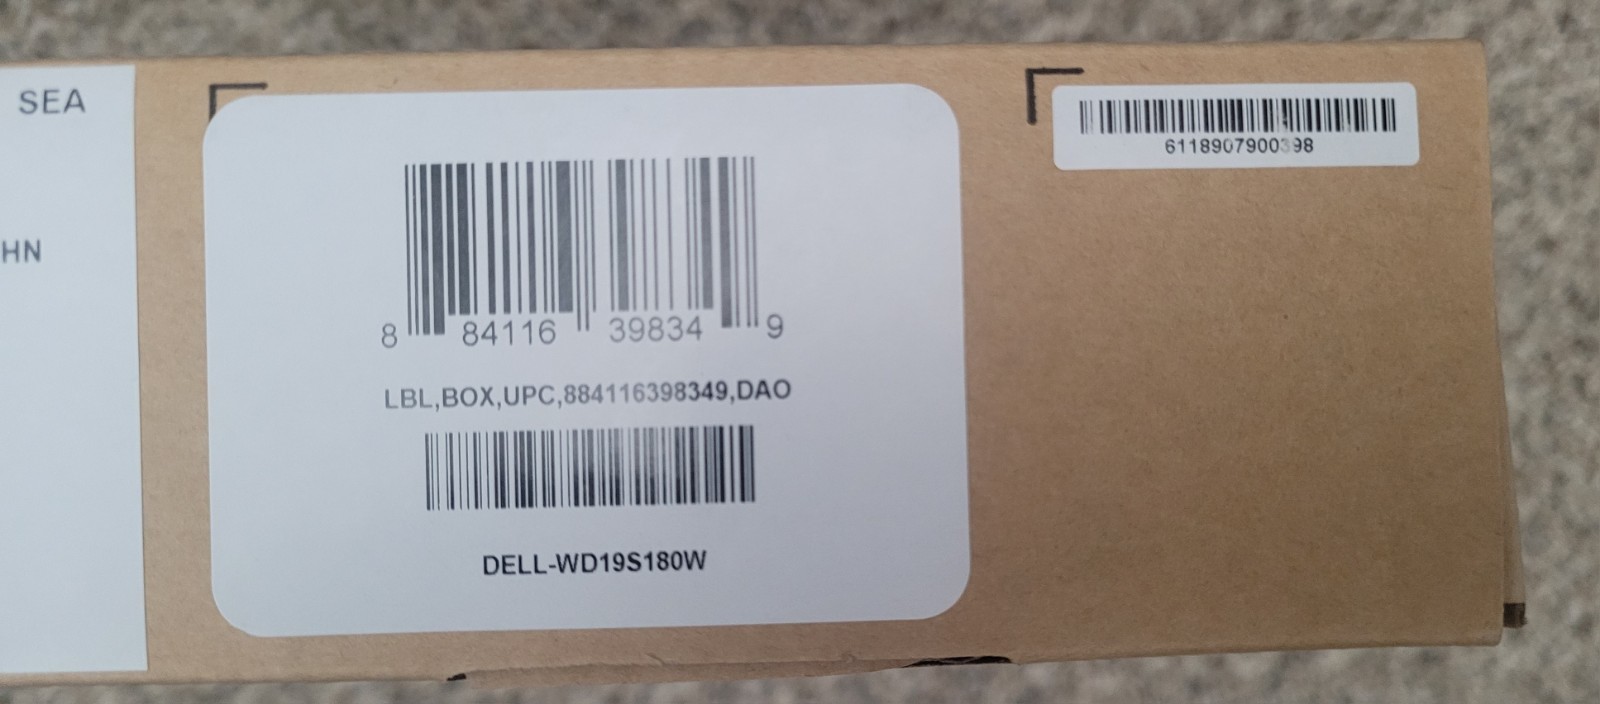 SEA
HN
6118907900398
8 84116 39834 9
LBL,BOX,UPC,884116398349,DAO
DELL-WD19S180W